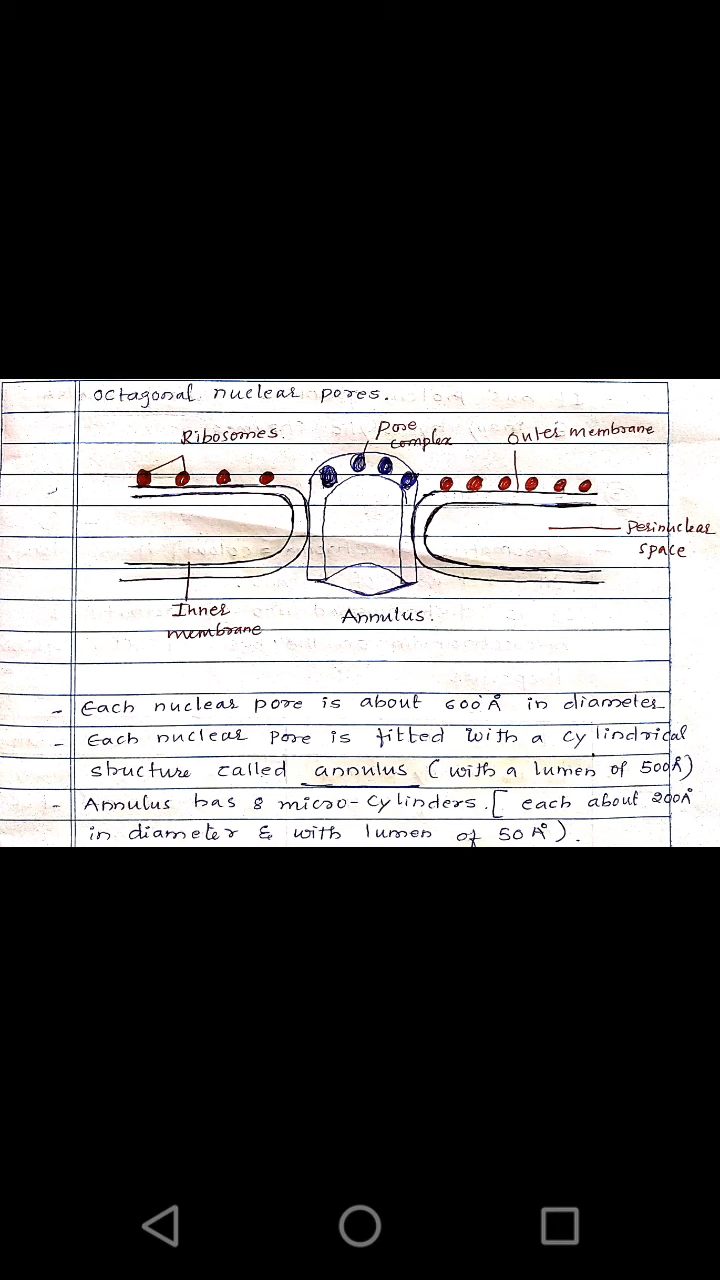 octagonal nuclear pores.
Ribosomes.
Pore
complex
Outer membrane
Perinuclear
space
Inner
membrane
Annulus.
- Each nuclear pore is about 600 Å in diameter
- Each nuclear pore is fitted with a cylindrical
structure called annulus (with a lumen of 500Å)
- Annulus has 8 micro-cylinders. [ each about 200Å
in diameter & with lumen of 50 Å).